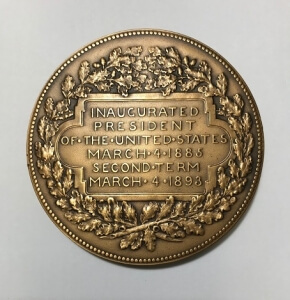 INAUGURATED
PRESIDENT
OF·THE·UNITED·STATES
MARCH·4·1885
SECOND·TERM
MARCH·4·1893